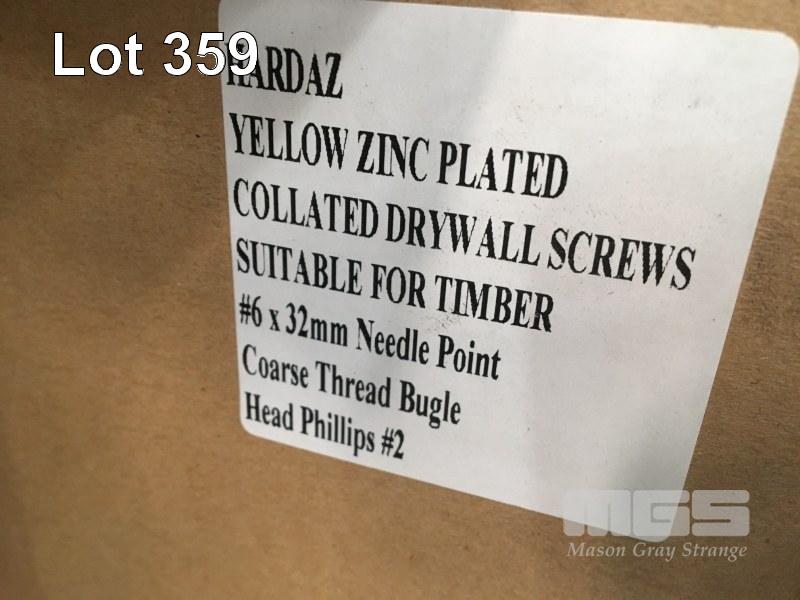 Lot 359
HARDAZ
YELLOW ZINC PLATED
COLLATED DRYWALL SCREWS
SUITABLE FOR TIMBER
#6 x 32mm Needle Point
Coarse Thread Bugle
Head Phillips #2
MGS
Mason Gray Strange